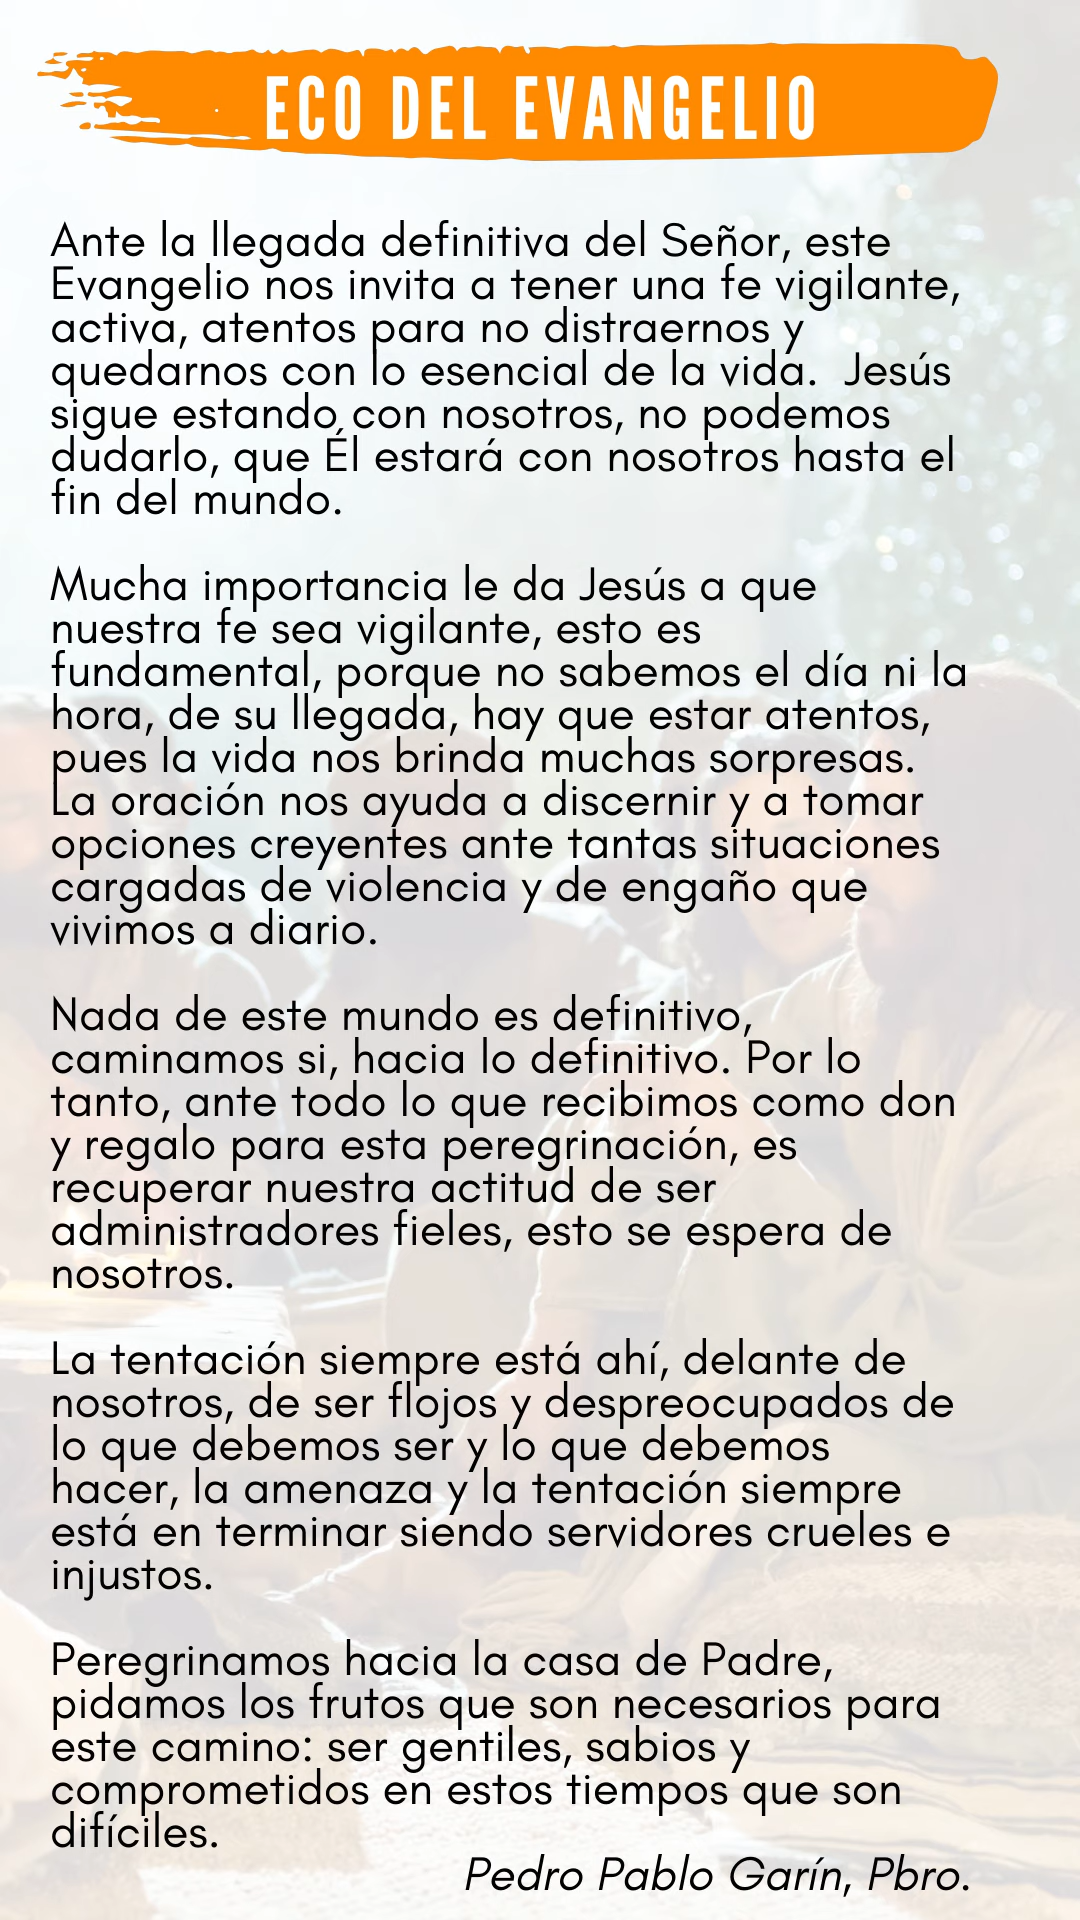 ECO DEL EVANGELIO
Ante la llegada definitiva del Señor, este
Evangelio nos invita a tener una fe vigilante,
activa, atentos para no distraernos y
quedarnos con lo esencial de la vida.  Jesús
sigue estando con nosotros, no podemos
dudarlo, que Él estará con nosotros hasta el
fin del mundo.
Mucha importancia le da Jesús a que
nuestra fe sea vigilante, esto es
fundamental, porque no sabemos el día ni la
hora, de su llegada, hay que estar atentos,
pues la vida nos brinda muchas sorpresas.
La oración nos ayuda a discernir y a tomar
opciones creyentes ante tantas situaciones
cargadas de violencia y de engaño que
vivimos a diario.
Nada de este mundo es definitivo,
caminamos si, hacia lo definitivo. Por lo
tanto, ante todo lo que recibimos como don
y regalo para esta peregrinación, es
recuperar nuestra actitud de ser
administradores fieles, esto se espera de
nosotros.
La tentación siempre está ahí, delante de
nosotros, de ser flojos y despreocupados de
lo que debemos ser y lo que debemos
hacer, la amenaza y la tentación siempre
está en terminar siendo servidores crueles e
injustos.
Peregrinamos hacia la casa de Padre,
pidamos los frutos que son necesarios para
este camino: ser gentiles, sabios y
comprometidos en estos tiempos que son
difíciles.
Pedro Pablo Garín, Pbro.